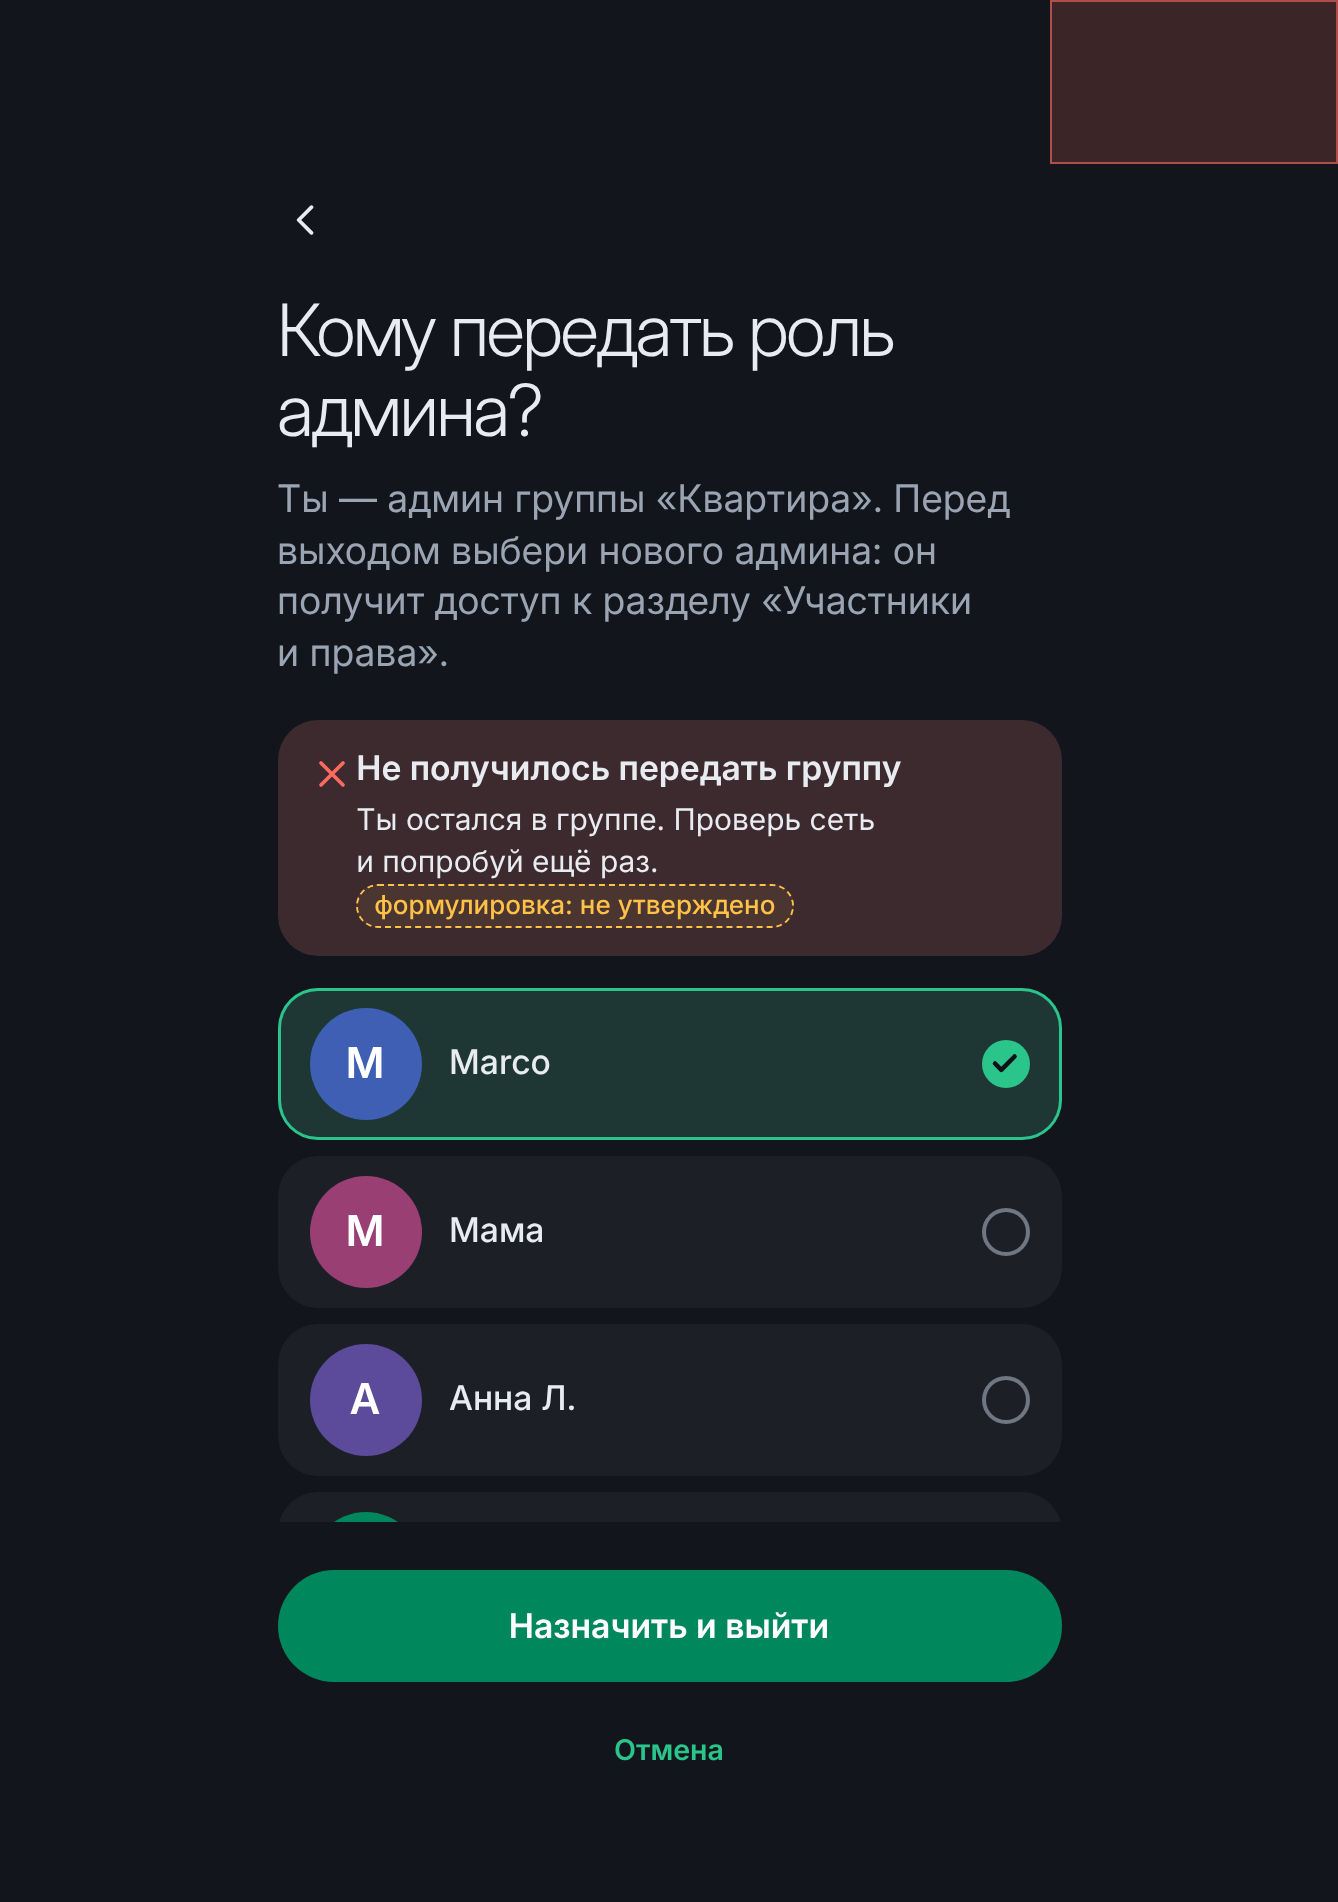 Кому передать роль
админа?
Ты — админ группы «Квартира». Перед
выходом выбери нового админа: он
получит доступ к разделу «Участники
и права».
Не получилось передать группу
Ты остался в группе. Проверь сеть
и попробуй ещё раз.
формулировка: не утверждено
M
Marco
М
Мама
А
Анна Л.
Назначить и выйти
Отмена